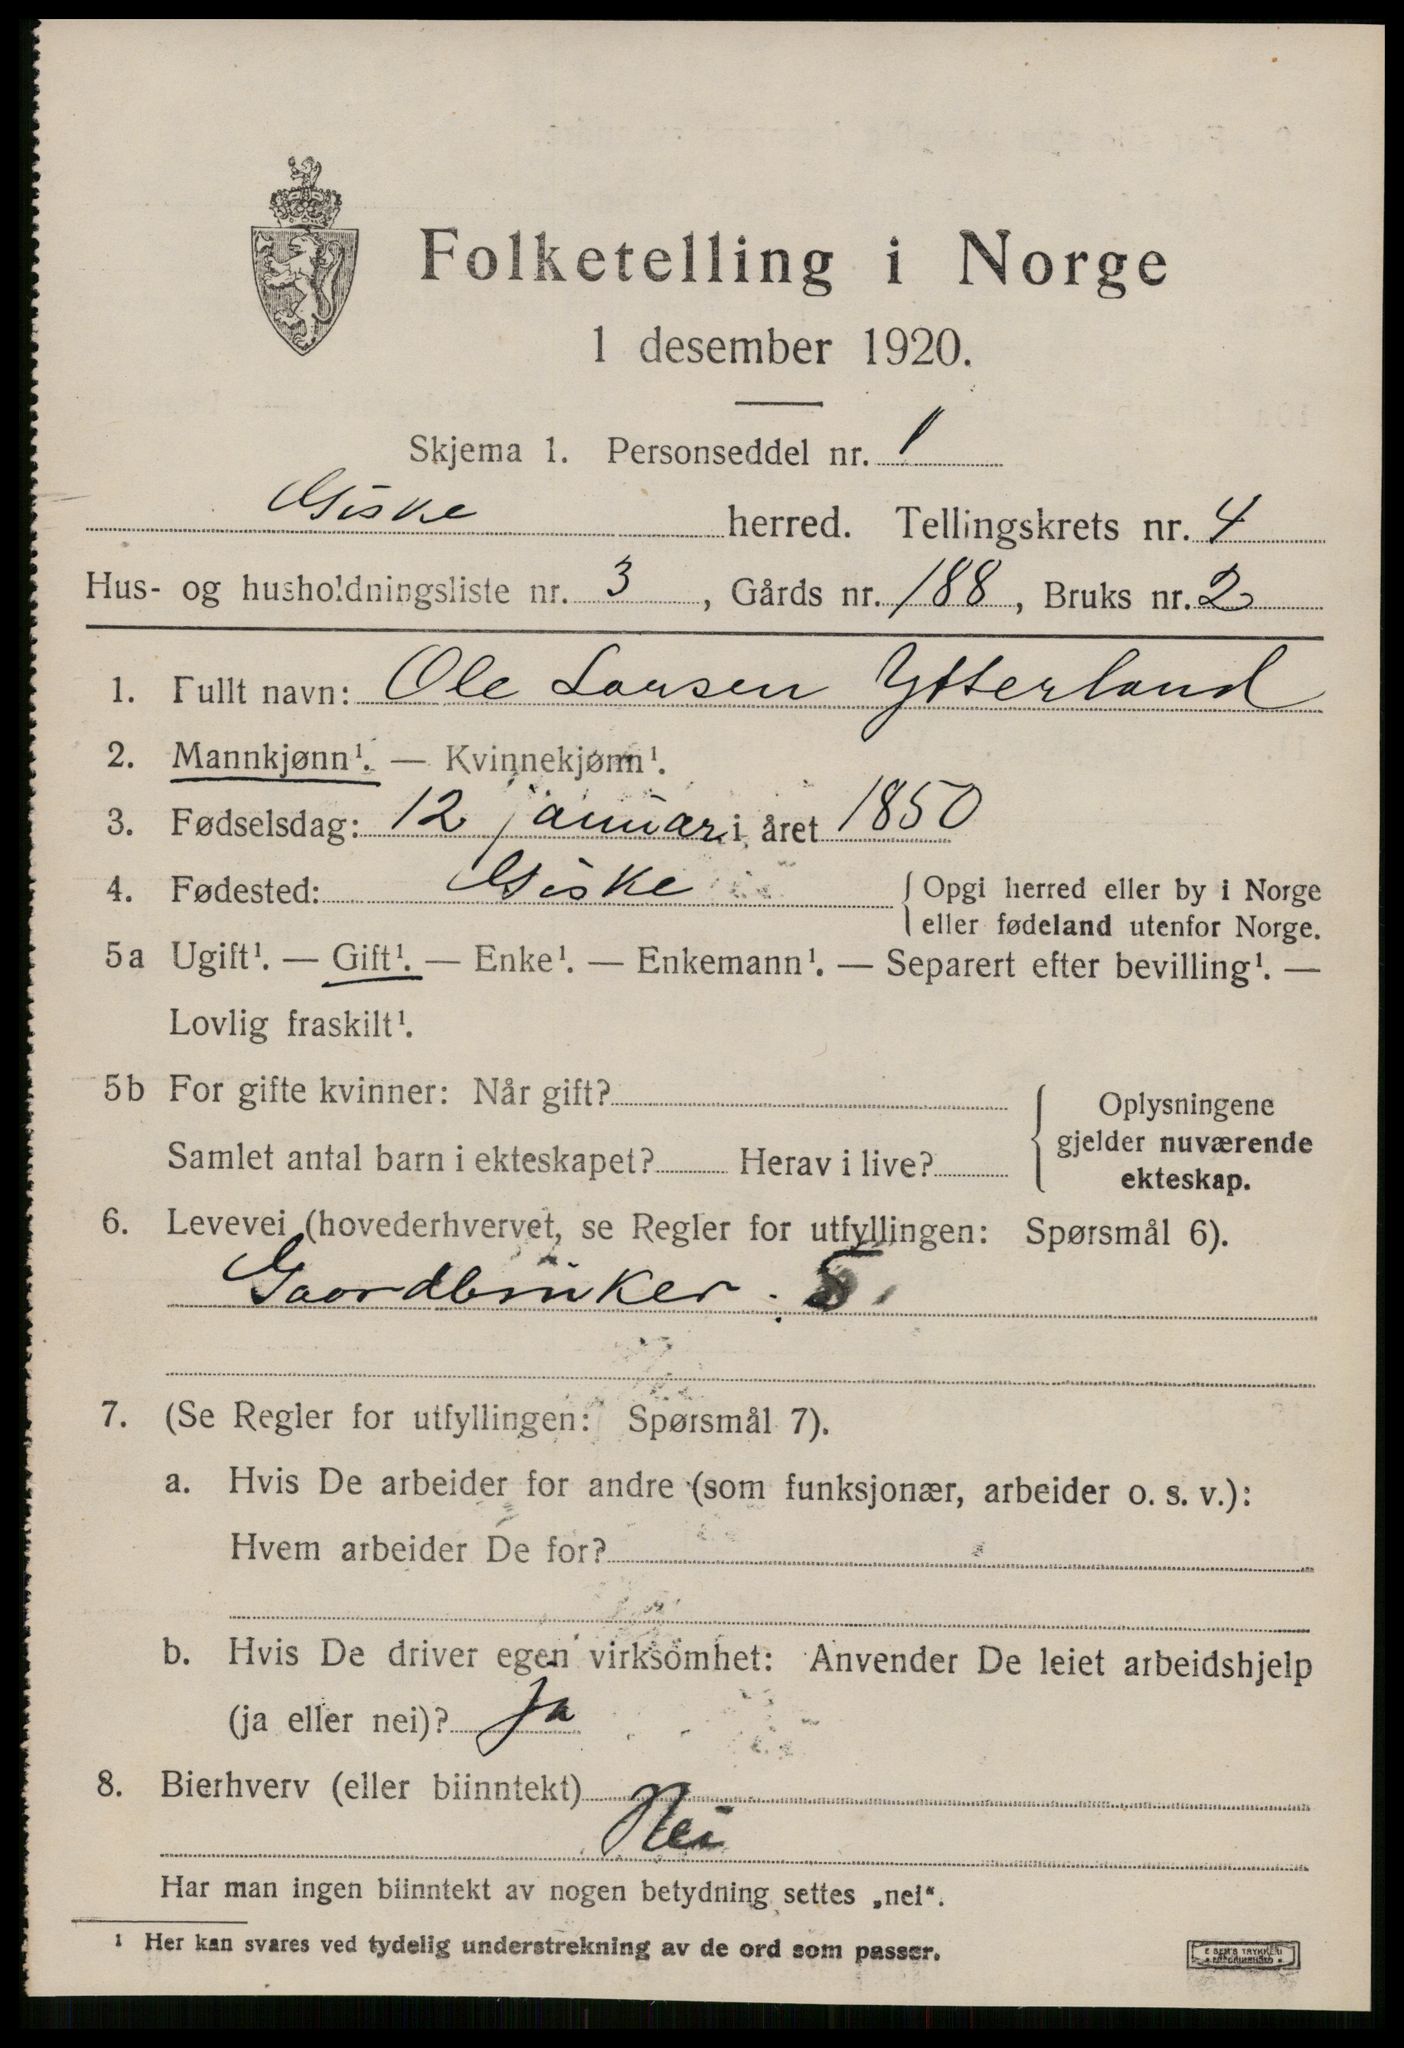 Folketelling i Norge
1 desember 1920.
Skjema 1. Personseddel nr. 1
Giske herred. Tellingskrets nr. 4
Hus- og husholdningsliste nr. 3, Gårds nr. 188, Bruks nr. 2
1. Fullt navn: Ole Larsen Ytterland
2. Mannkjønn¹. — Kvinnekjønn¹.
3. Fødselsdag: 12 januar i året 1850
4. Fødested: Giske { Opgi herred eller by i Norge
eller fødeland utenfor Norge.
5a Ugift¹. — Gift¹. — Enke¹. — Enkemann¹. — Separert efter bevilling¹. —
Lovlig fraskilt¹.
5b For gifte kvinner: Når gift?
Samlet antal barn i ekteskapet? Herav i live?
{ Oplysningene
gjelder nuværende
ekteskap.
6. Levevei (hovederhvervet, se Regler for utfyllingen: Spørsmål 6).
Gaardbruker. S.
7. (Se Regler for utfyllingen: Spørsmål 7).
a. Hvis De arbeider for andre (som funksjonær, arbeider o. s. v.):
Hvem arbeider De for?
b. Hvis De driver egen virksomhet: Anvender De leiet arbeidshjelp
(ja eller nei)? Ja
8. Bierhverv (eller biinntekt)
Nei
Har man ingen biinntekt av nogen betydning settes „nei“.
¹ Her kan svares ved tydelig understrekning av de ord som passer.